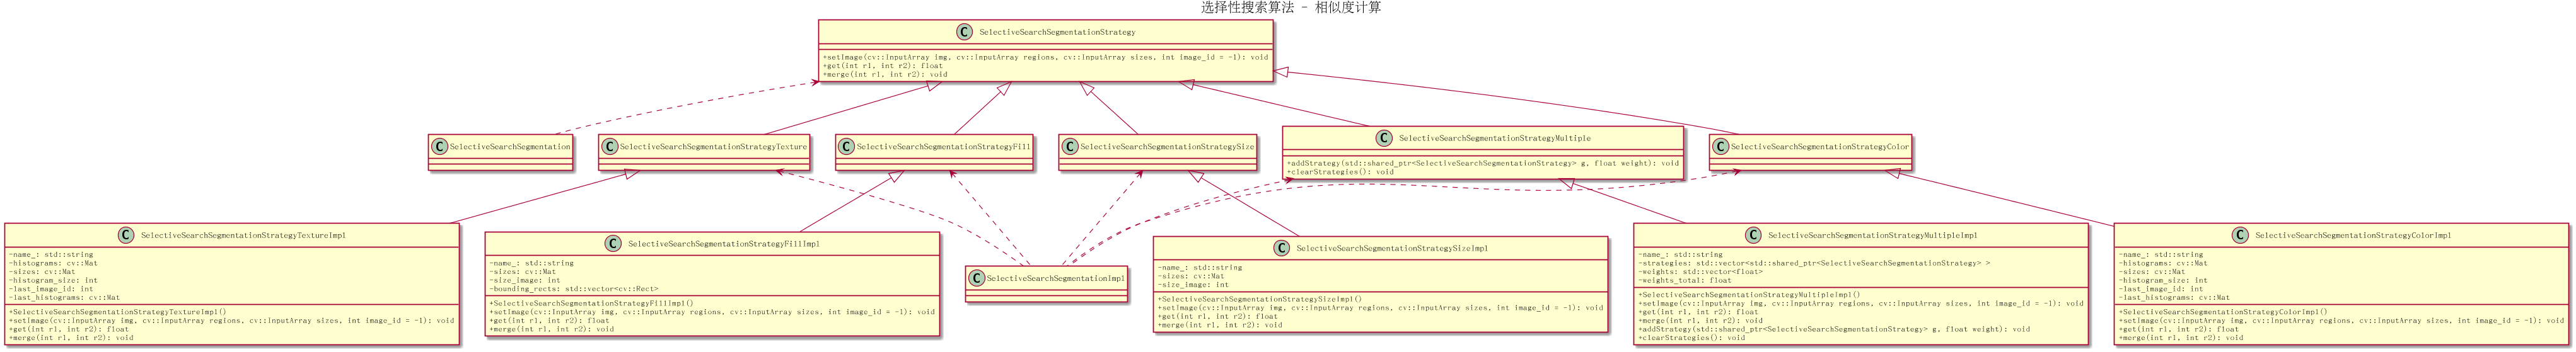 选择性搜索算法 - 相似度计算
C SelectiveSearchSegmentationStrategy
+setImage(cv::InputArray img, cv::InputArray regions, cv::InputArray sizes, int image_id = -1): void
+get(int r1, int r2): float
+merge(int r1, int r2): void
C SelectiveSearchSegmentation
C SelectiveSearchSegmentationStrategyTexture
C SelectiveSearchSegmentationStrategyFill
C SelectiveSearchSegmentationStrategySize
C SelectiveSearchSegmentationStrategyMultiple
+addStrategy(std::shared_ptr<SelectiveSearchSegmentationStrategy> g, float weight): void
+clearStrategies(): void
C SelectiveSearchSegmentationStrategyColor
C SelectiveSearchSegmentationStrategyTextureImpl
-name_: std::string
-histograms: cv::Mat
-sizes: cv::Mat
-histogram_size: int
-last_image_id: int
-last_histograms: cv::Mat
+SelectiveSearchSegmentationStrategyTextureImpl()
+setImage(cv::InputArray img, cv::InputArray regions, cv::InputArray sizes, int image_id = -1): void
+get(int r1, int r2): float
+merge(int r1, int r2): void
C SelectiveSearchSegmentationStrategyFillImpl
-name_: std::string
-sizes: cv::Mat
-size_image: int
-bounding_rects: std::vector<cv::Rect>
+SelectiveSearchSegmentationStrategyFillImpl()
+setImage(cv::InputArray img, cv::InputArray regions, cv::InputArray sizes, int image_id = -1): void
+get(int r1, int r2): float
+merge(int r1, int r2): void
C SelectiveSearchSegmentationImpl
C SelectiveSearchSegmentationStrategySizeImpl
-name_: std::string
-sizes: cv::Mat
-size_image: int
+SelectiveSearchSegmentationStrategySizeImpl()
+setImage(cv::InputArray img, cv::InputArray regions, cv::InputArray sizes, int image_id = -1): void
+get(int r1, int r2): float
+merge(int r1, int r2): void
C SelectiveSearchSegmentationStrategyMultipleImpl
-name_: std::string
-strategies: std::vector<std::shared_ptr<SelectiveSearchSegmentationStrategy> >
-weights: std::vector<float>
-weights_total: float
+SelectiveSearchSegmentationStrategyMultipleImpl()
+setImage(cv::InputArray img, cv::InputArray regions, cv::InputArray sizes, int image_id = -1): void
+get(int r1, int r2): float
+merge(int r1, int r2): void
+addStrategy(std::shared_ptr<SelectiveSearchSegmentationStrategy> g, float weight): void
+clearStrategies(): void
C SelectiveSearchSegmentationStrategyColorImpl
-name_: std::string
-histograms: cv::Mat
-sizes: cv::Mat
-histogram_size: int
-last_image_id: int
-last_histograms: cv::Mat
+SelectiveSearchSegmentationStrategyColorImpl()
+setImage(cv::InputArray img, cv::InputArray regions, cv::InputArray sizes, int image_id = -1): void
+get(int r1, int r2): float
+merge(int r1, int r2): void